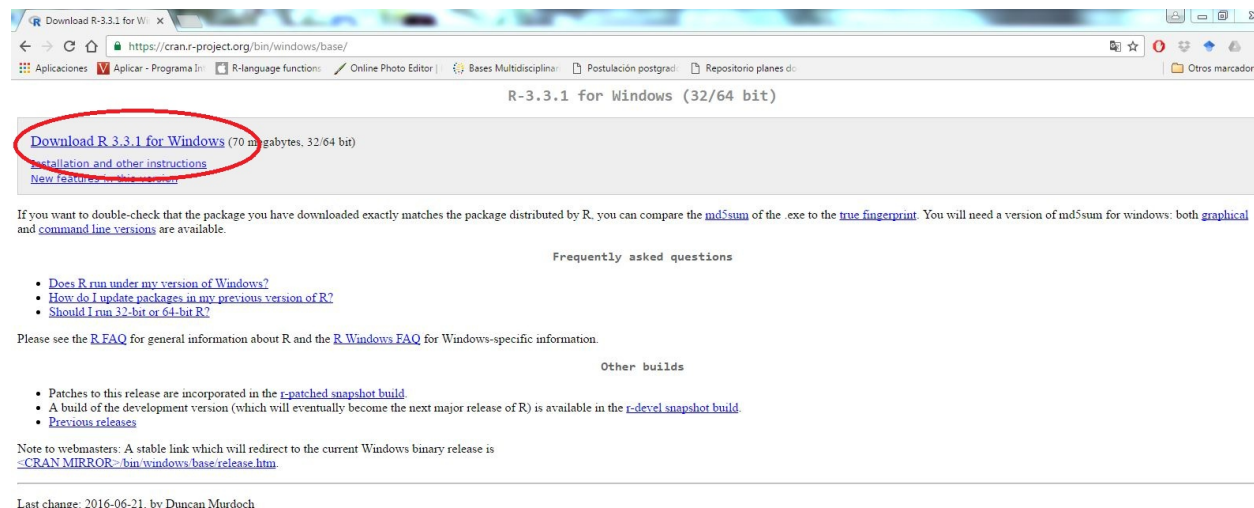 Download R-3.3.1 for Wi
https://cran.r-project.org/bin/windows/base/
Aplicaciones Aplicar - Programa In R-language functions Online Photo Editor Bases Multidisciplinar Postulación postgrad Repositorio planes de Otros marcador
R-3.3.1 for Windows (32/64 bit)
Download R 3.3.1 for Windows (70 megabytes, 32/64 bit)
Installation and other instructions
New features in this version
If you want to double-check that the package you have downloaded exactly matches the package distributed by R, you can compare the md5sum of the .exe to the true fingerprint. You will need a version of md5sum for windows: both graphical
and command line versions are available.
Frequently asked questions
• Does R run under my version of Windows?
• How do I update packages in my previous version of R?
• Should I run 32-bit or 64-bit R?
Please see the R FAQ for general information about R and the R Windows FAQ for Windows-specific information.
Other builds
• Patches to this release are incorporated in the r-patched snapshot build.
• A build of the development version (which will eventually become the next major release of R) is available in the r-devel snapshot build.
• Previous releases
Note to webmasters: A stable link which will redirect to the current Windows binary release is
<CRAN MIRROR>/bin/windows/base/release.htm.
Last change: 2016-06-21, by Duncan Murdoch